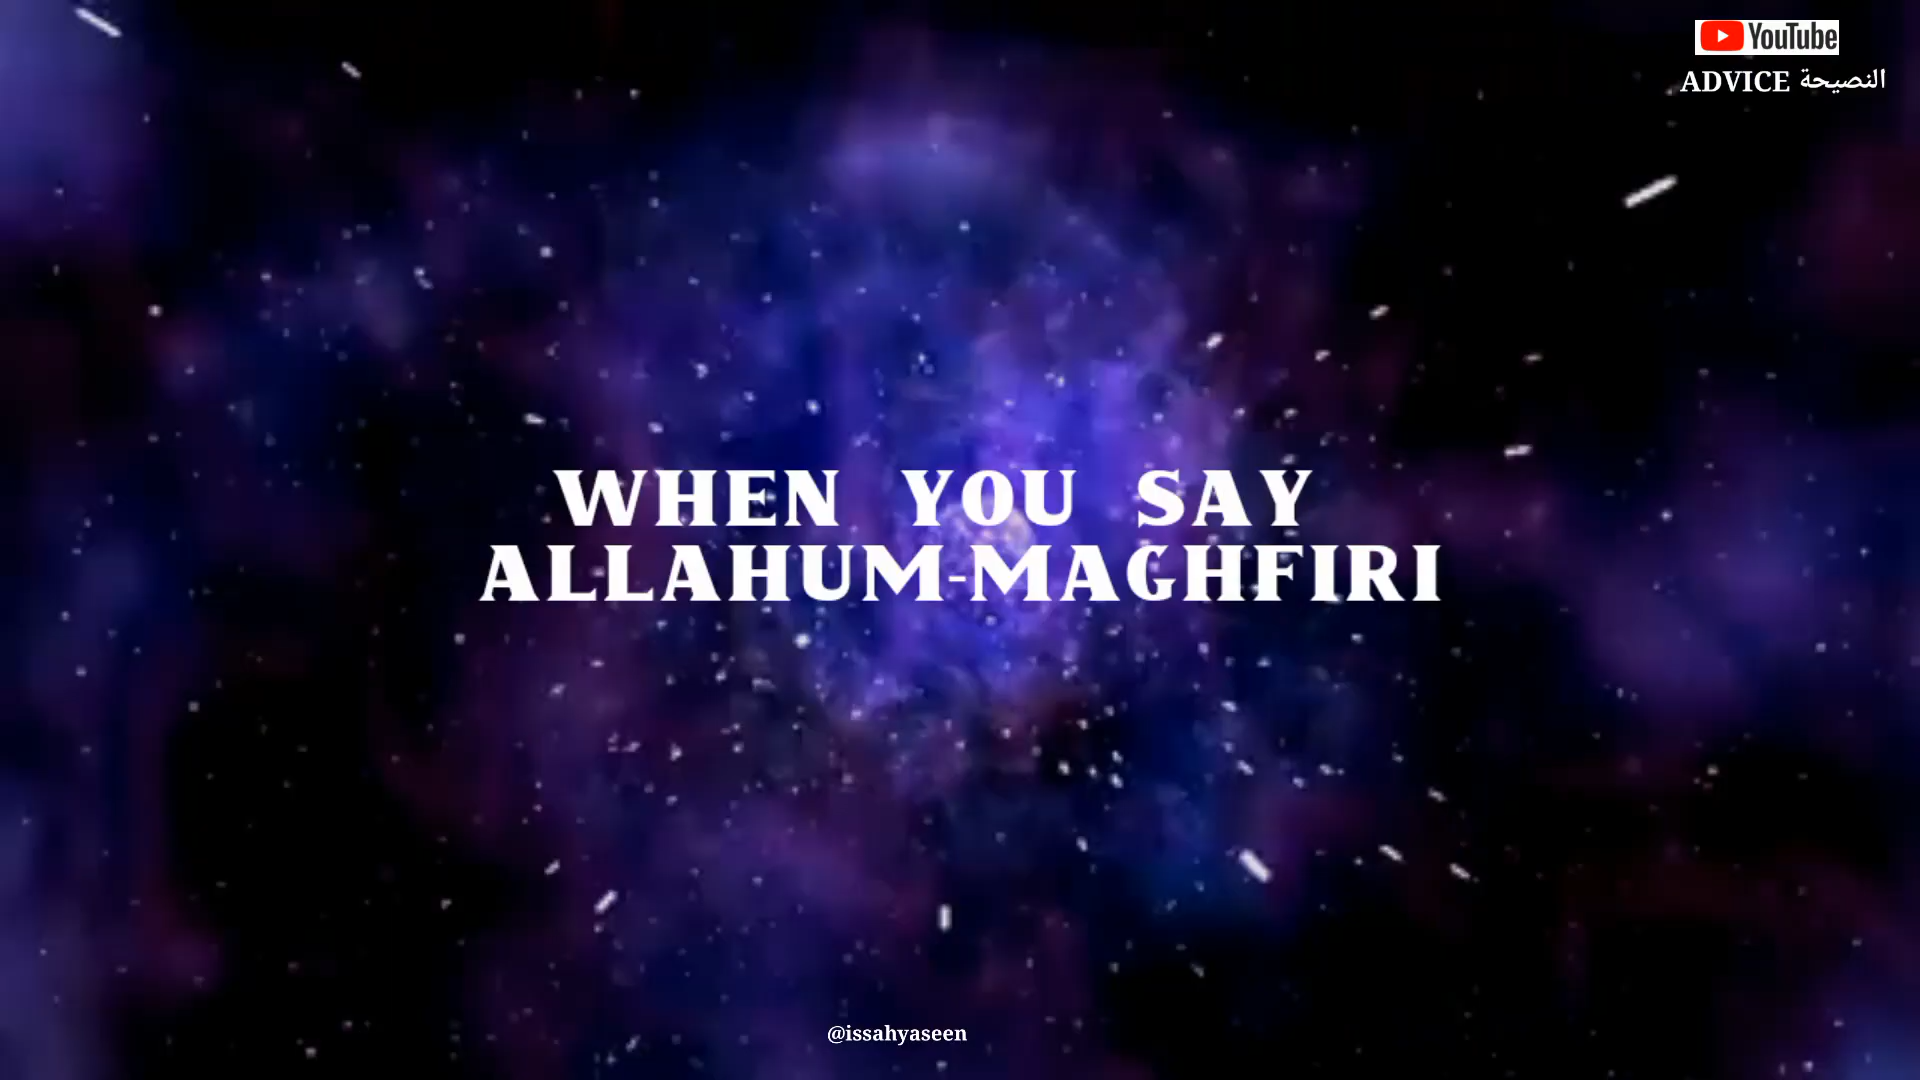 YouTube
ADVICE النصيحة
WHEN YOU SAY
ALLAHUM-MAGHFIRI
@issahyaseen